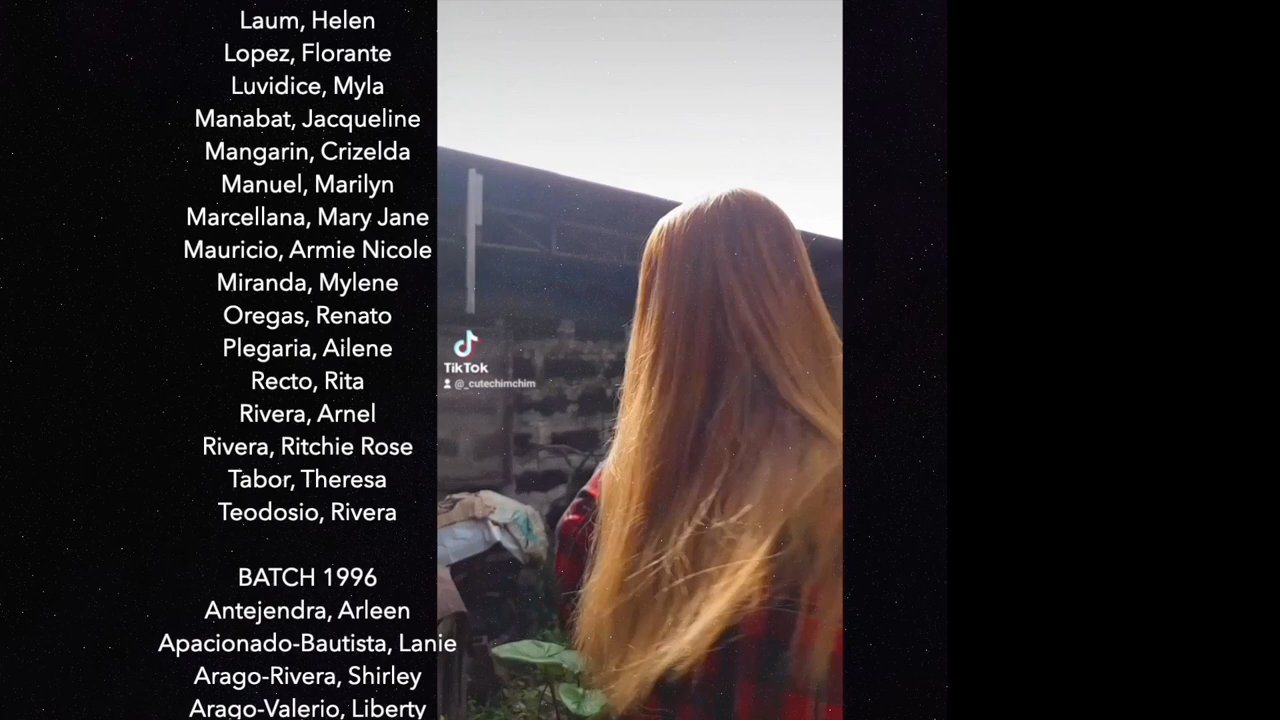 Laum, Helen
Lopez, Florante
Luvidice, Myla
Manabat, Jacqueline
Mangarin, Crizelda
Manuel, Marilyn
Marcellana, Mary Jane
Mauricio, Armie Nicole
Miranda, Mylene
Oregas, Renato
Plegaria, Ailene
Recto, Rita
Rivera, Arnel
Rivera, Ritchie Rose
Tabor, Theresa
Teodosio, Rivera
BATCH 1996
Antejendra, Arleen
Apacionado-Bautista, Lanie
Arago-Rivera, Shirley
Arago-Valerio, Liberty
TikTok
@_cutechimchim